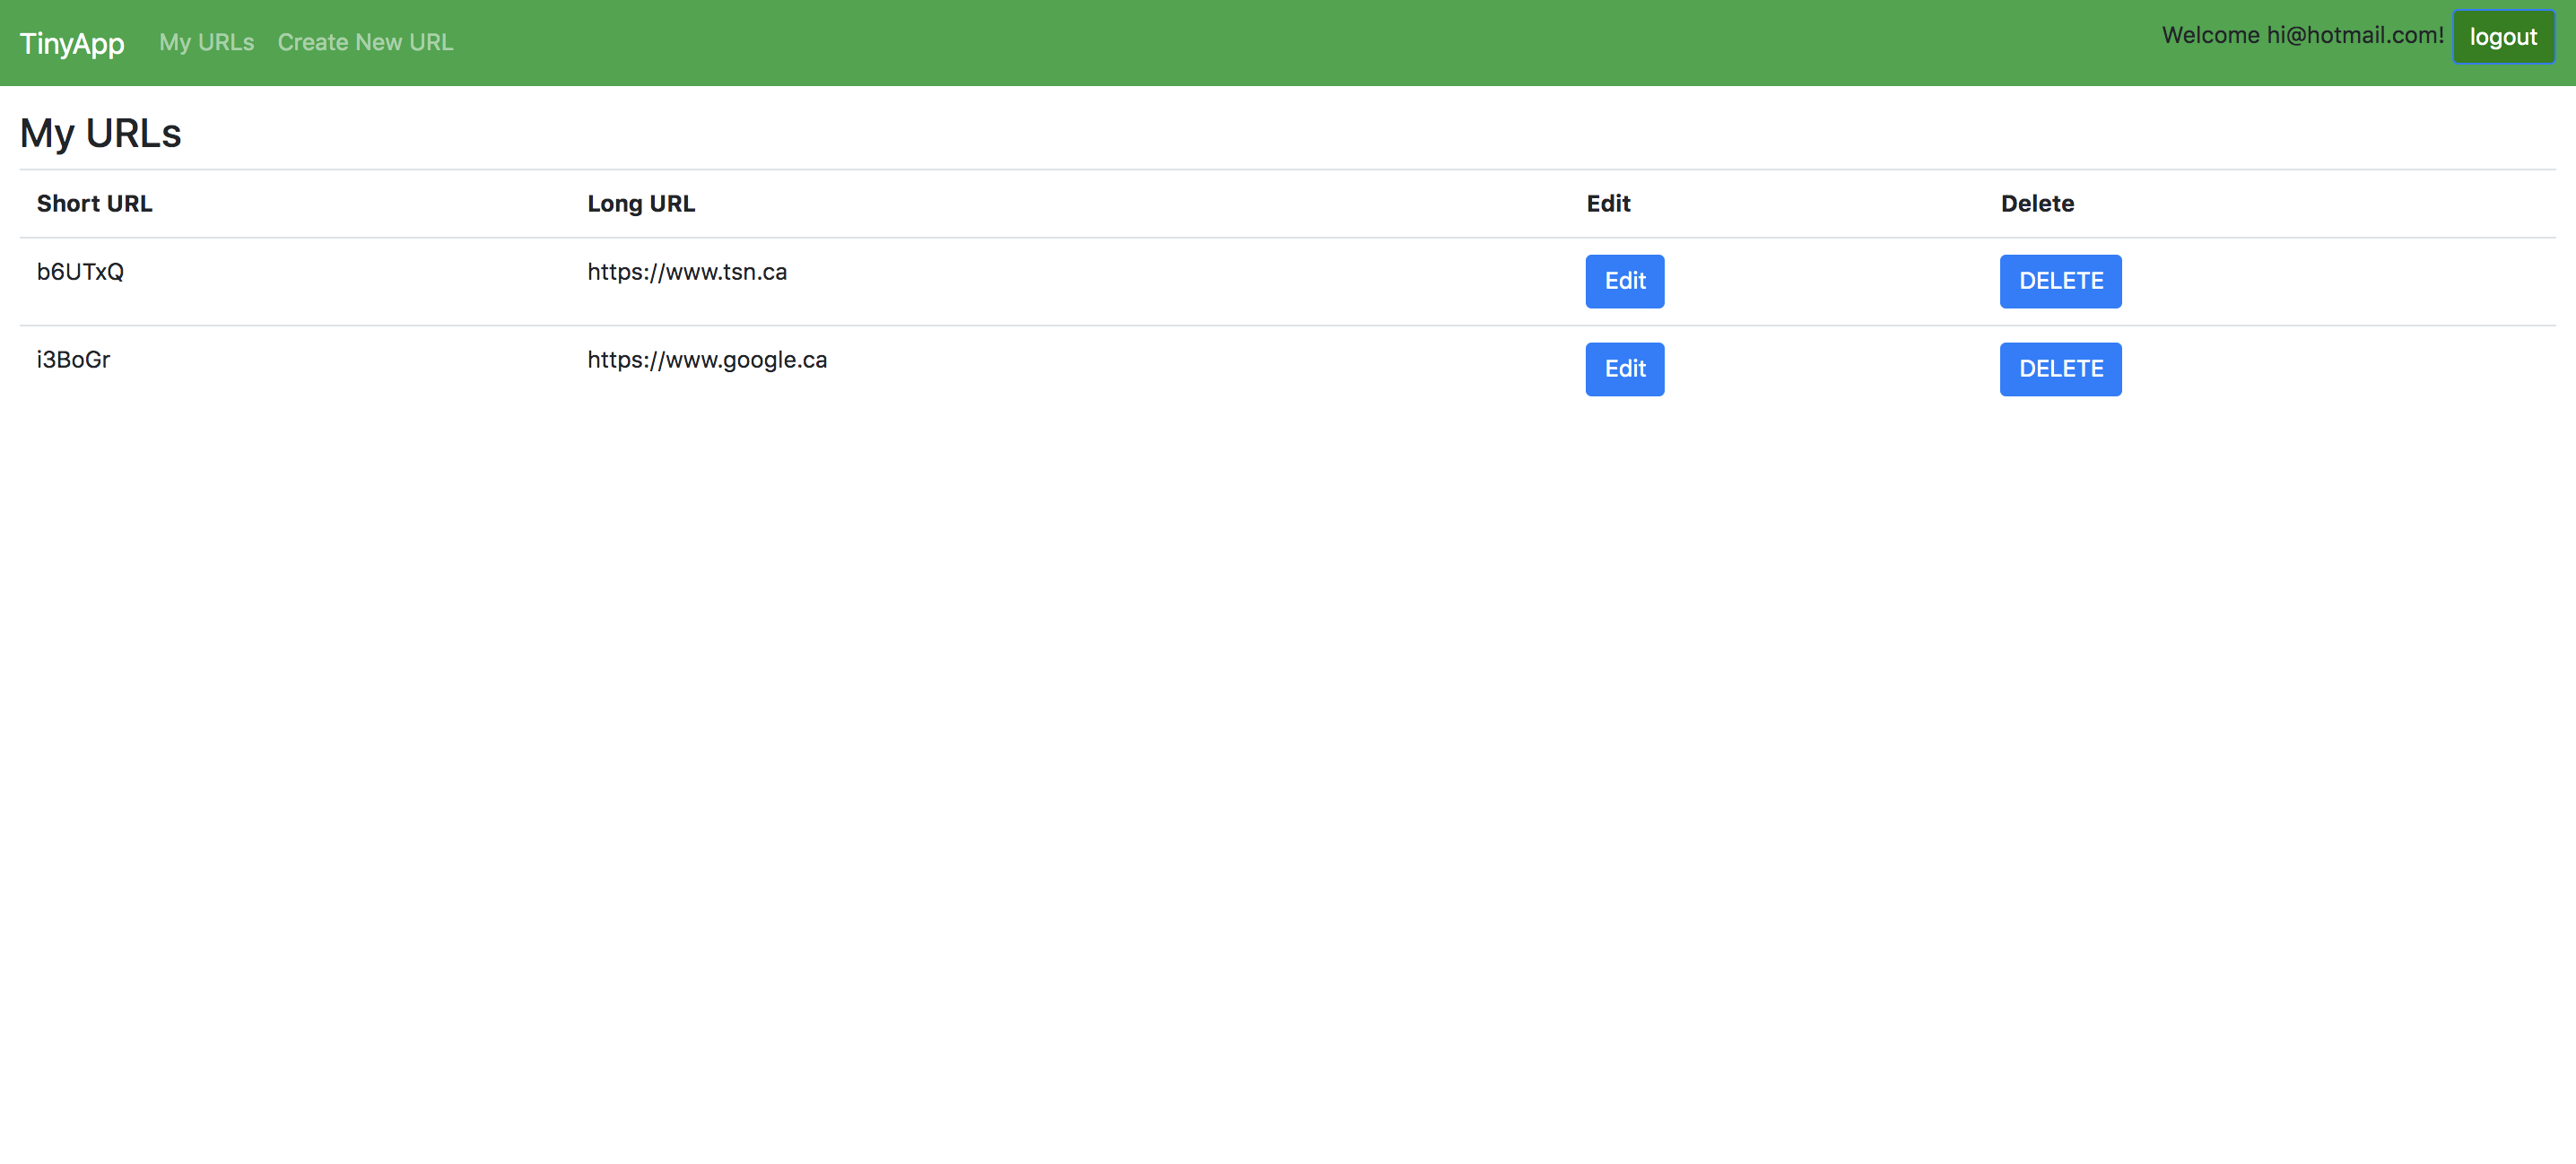 TinyApp My URLs Create New URL Welcome hi@hotmail.com! logout
My URLs
Short URL Long URL Edit Delete
b6UTxQ https://www.tsn.ca Edit DELETE
i3BoGr https://www.google.ca Edit DELETE